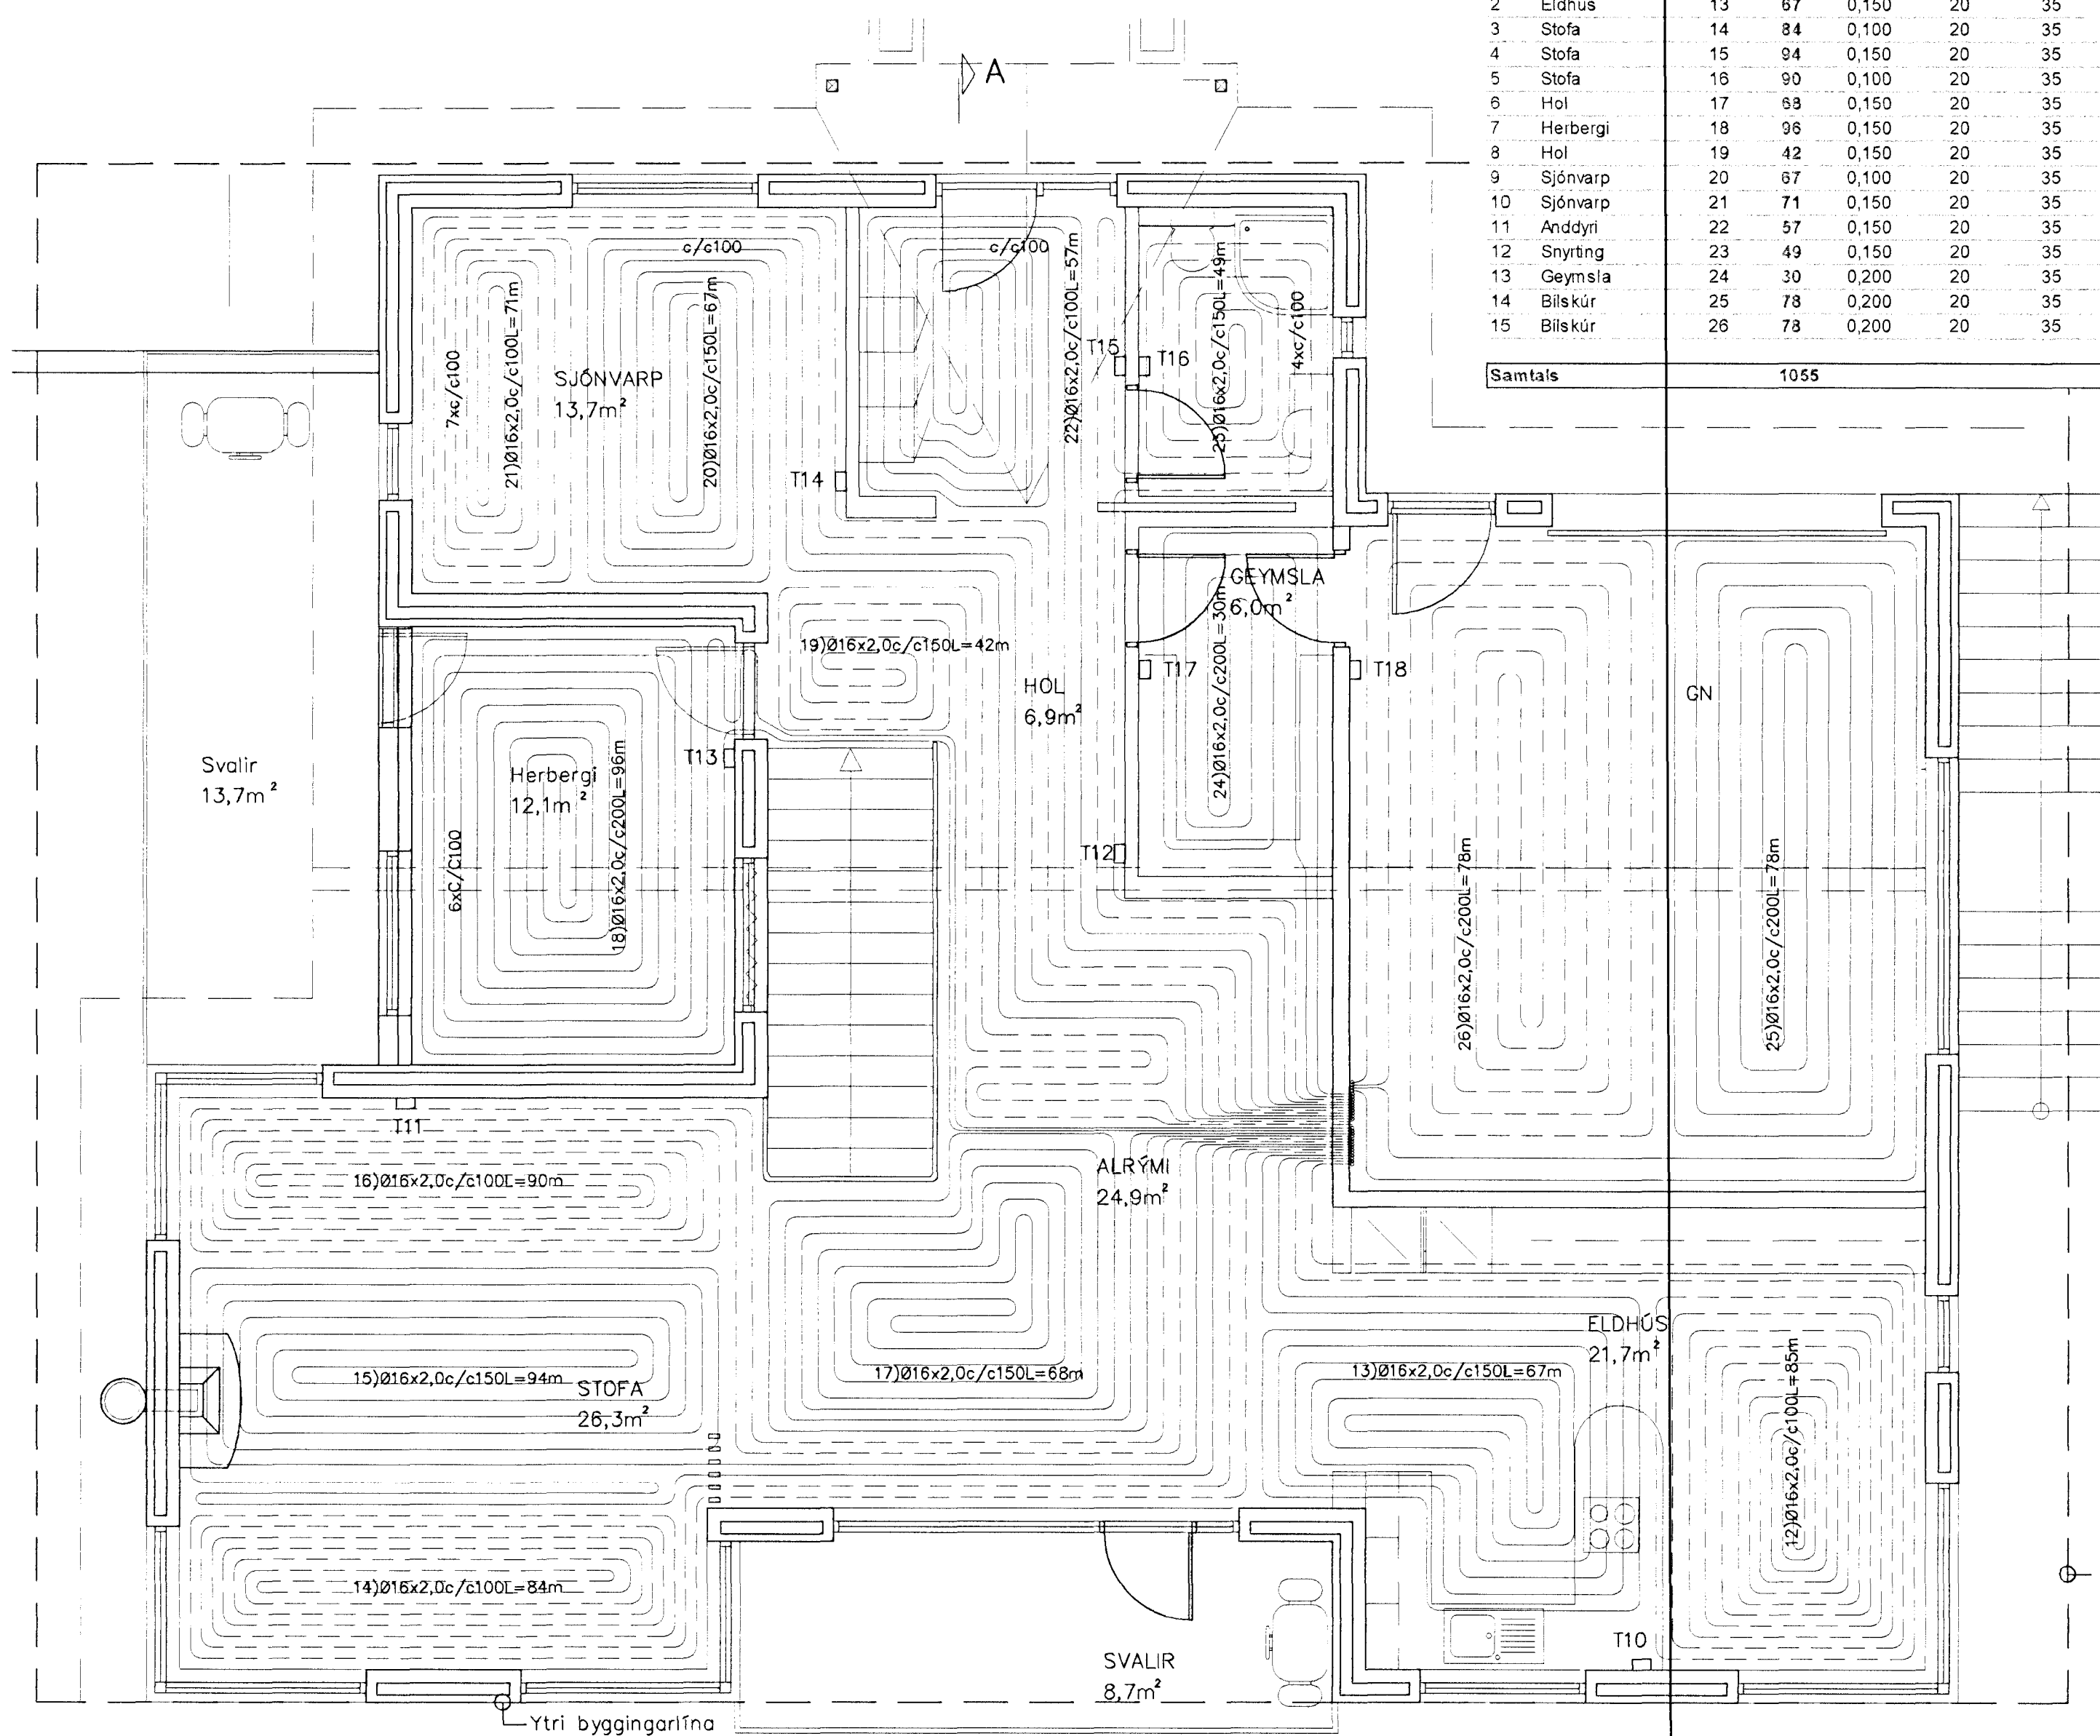 2 Eldhús 13 67 0,150 20 35
3 Stofa 14 84 0,100 20 35
4 Stofa 15 94 0,150 20 35
5 Stofa 16 90 0,100 20 35
6 Hol 17 68 0,150 20 35
7 Herbergi 18 96 0,150 20 35
8 Hol 19 42 0,150 20 35
9 Sjónvarp 20 67 0,100 20 35
10 Sjónvarp 21 71 0,150 20 35
11 Anddyri 22 57 0,150 20 35
12 Snyrting 23 49 0,150 20 35
13 Geymsla 24 30 0,200 20 35
14 Bílskúr 25 78 0,200 20 35
15 Bílskúr 26 78 0,200 20 35
Samtals 1055
A
c/c100
c/c100
7xc/c100
21)Ø16x2,0c/c100L=71m
SJÓNVARP
13,7m²
20)Ø16x2,0c/c150L=67m
T14
22)Ø16x2,0c/c100L=57m
T15
T16
23)Ø16x2,0c/c150L=49m
4xc/c100
GEYMSLA
6,0m²
19)Ø16x2,0c/c150L=42m
24)Ø16x2,0c/c200L=30m
T17
T18
HOL
6,9m²
GN
Svalir
13,7m²
T13
Herbergi
12,1m²
6xC/C100
18)Ø16x2,0c/c200L=96m
T12
26)Ø16x2,0c/c200L=78m
25)Ø16x2,0c/c200L=78m
T11
16)Ø16x2,0c/c100L=90m
ALRÝMI
24,9m²
ELDHÚS
21,7m²
15)Ø16x2,0c/c150L=94m
STOFA
26,3m²
17)Ø16x2,0c/c150L=68m
13)Ø16x2,0c/c150L=67m
12)Ø16x2,0c/c100L=85m
14)Ø16x2,0c/c100L=84m
T10
SVALIR
8,7m²
Ytri byggingarlína